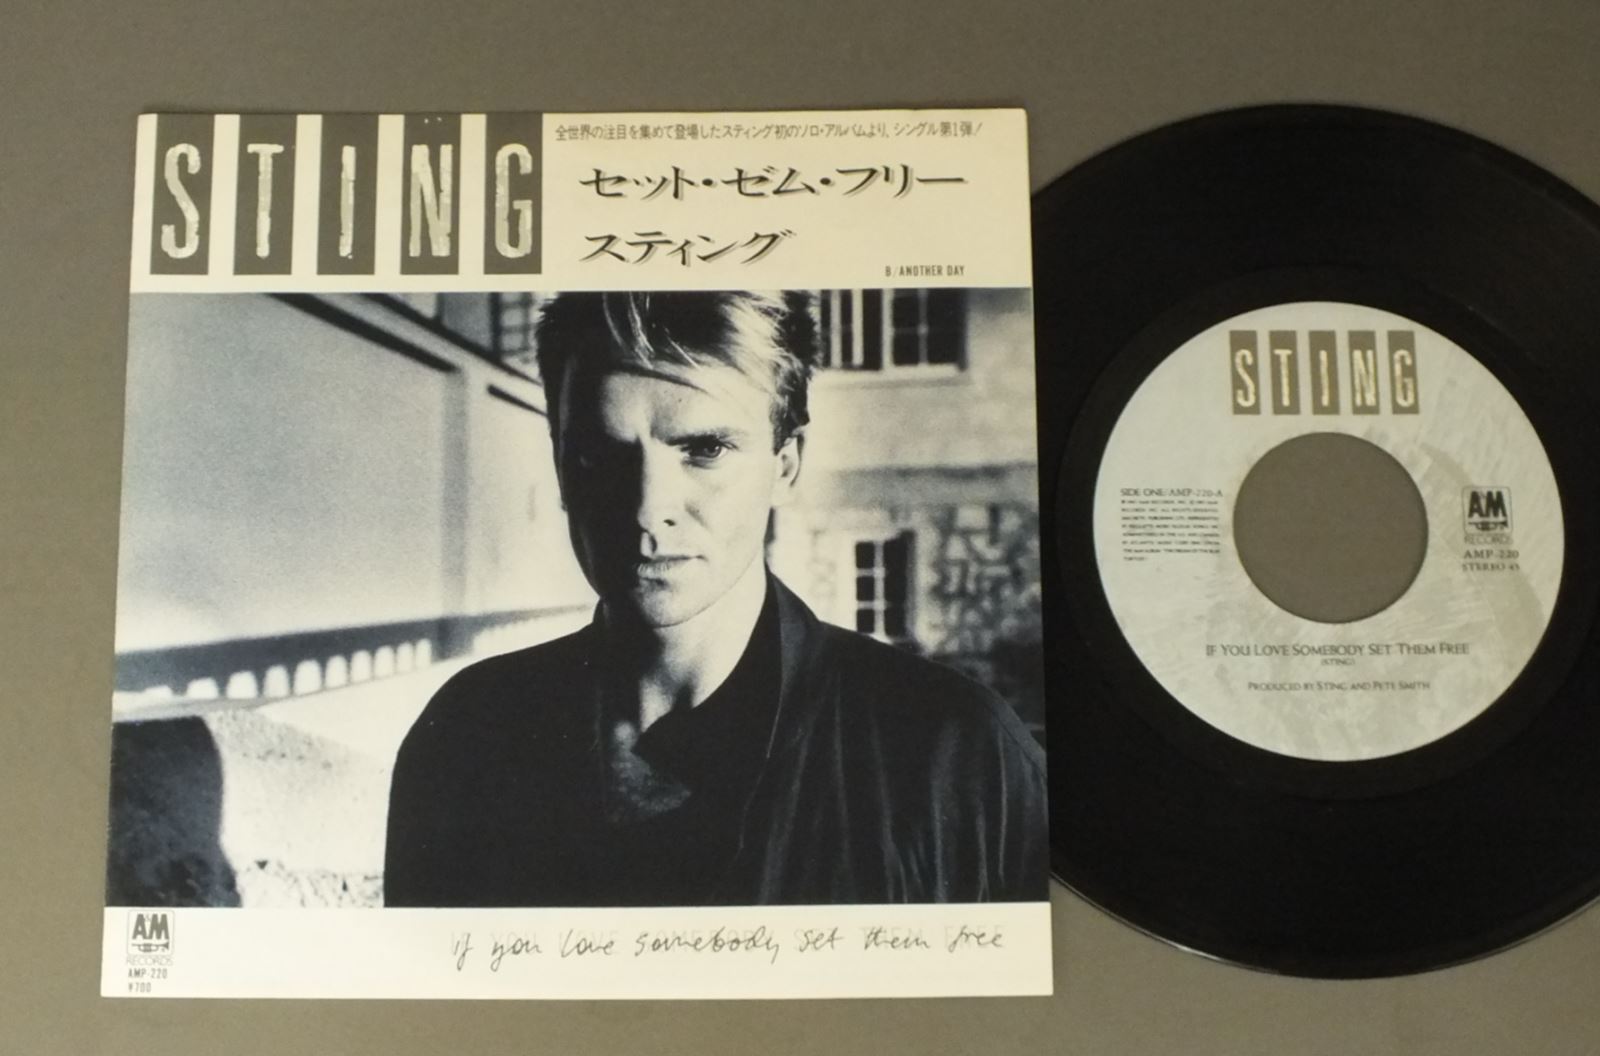 STING
全世界の注目を集めて登場したスティング初のソロ・アルバムより、シングル第1弾！
セット・ゼム・フリー
スティング
B/ANOTHER DAY
A&M
RECORDS
AMP-220
¥700
if you love somebody set them free
STING
SIDE ONE/AMP-220-A
A&M
RECORDS
AMP-220
STEREO 45
IF YOU LOVE SOMEBODY SET THEM FREE
(STING)
PRODUCED BY STING AND PETE SMITH